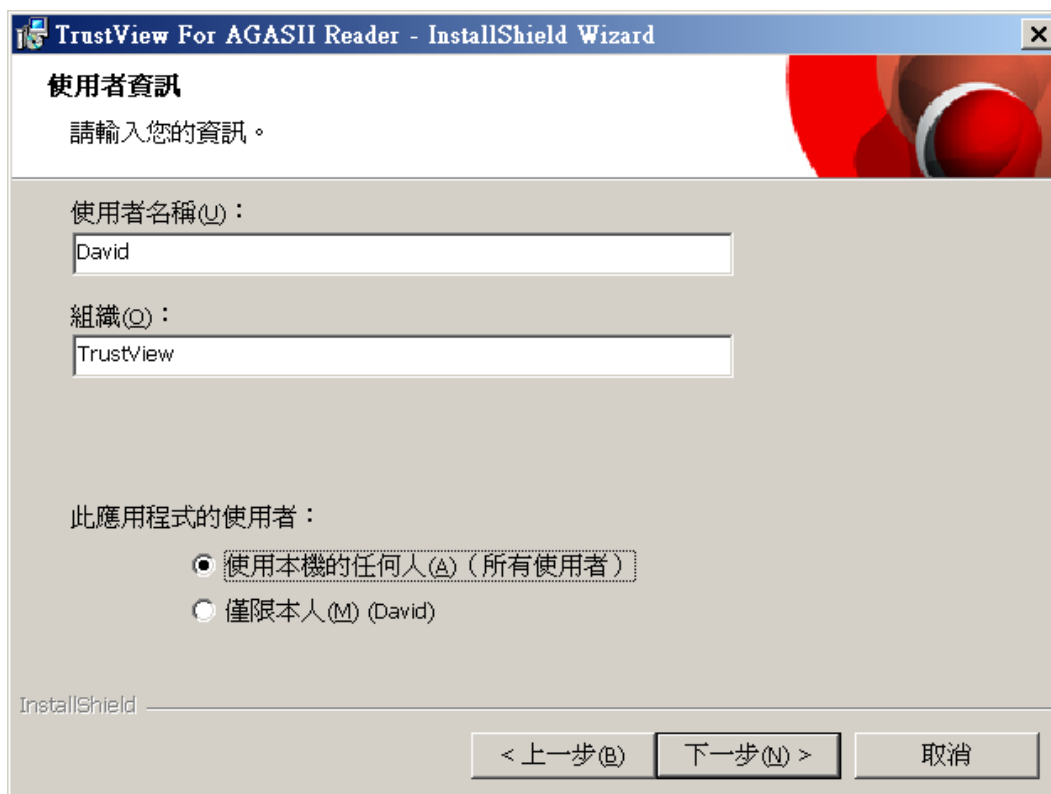 TrustView For AGASII Reader - InstallShield Wizard
使用者資訊
請輸入您的資訊。
使用者名稱(U)：
David
組織(O)：
TrustView
此應用程式的使用者：
使用本機的任何人(A)（所有使用者）
僅限本人(M) (David)
InstallShield
< 上一步(B) 下一步(N) > 取消